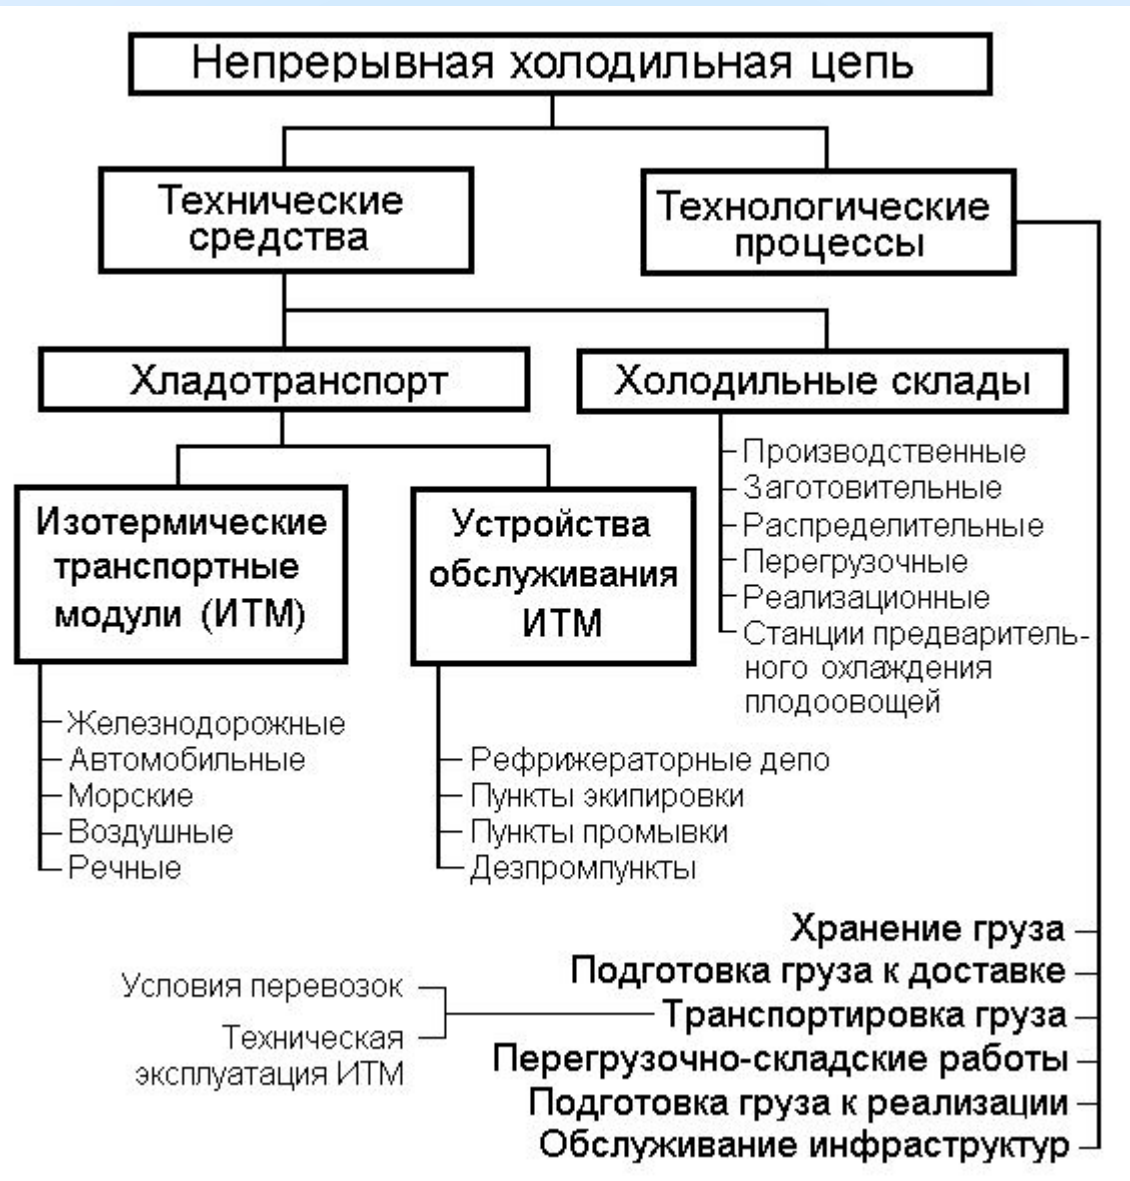 Непрерывная холодильная цепь
Технические
средства
Технологические
процессы
Хладотранспорт
Холодильные склады
Производственные
Заготовительные
Распределительные
Перегрузочные
Реализационные
Станции предваритель-
ного охлаждения
плодоовощей
Изотермические
транспортные
модули (ИТМ)
Устройства
обслуживания
ИТМ
Железнодорожные
Автомобильные
Морские
Воздушные
Речные
Рефрижераторные депо
Пункты экипировки
Пункты промывки
Дезпромпункты
Хранение груза
Подготовка груза к доставке
Транспортировка груза
Условия перевозок
Техническая
эксплуатация ИТМ
Перегрузочно-складские работы
Подготовка груза к реализации
Обслуживание инфраструктур